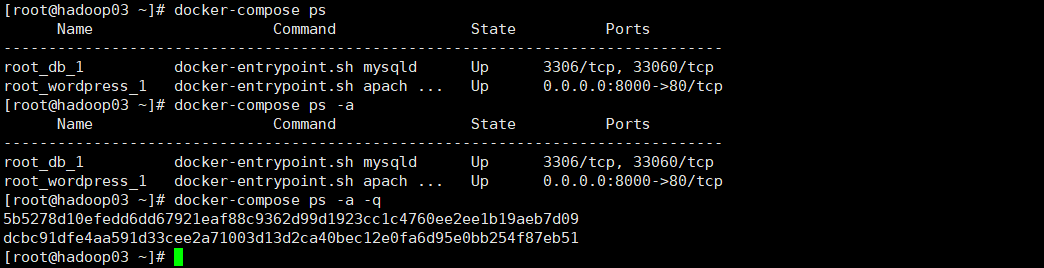 [root@hadoop03 ~]# docker-compose ps
Name Command State Ports
--------------------------------------------------------------------------------
root_db_1 docker-entrypoint.sh mysqld Up 3306/tcp, 33060/tcp
root_wordpress_1 docker-entrypoint.sh apach ... Up 0.0.0.0:8000->80/tcp
[root@hadoop03 ~]# docker-compose ps -a
Name Command State Ports
--------------------------------------------------------------------------------
root_db_1 docker-entrypoint.sh mysqld Up 3306/tcp, 33060/tcp
root_wordpress_1 docker-entrypoint.sh apach ... Up 0.0.0.0:8000->80/tcp
[root@hadoop03 ~]# docker-compose ps -a -q
5b5278d10efedd6dd67921eaf88c9362d99d1923cc1c4760ee2ee1b19aeb7d09
dcbc91dfe4aa591d33cee2a71003d13d2ca40bec12e0fa6d95e0bb254f87eb51
[root@hadoop03 ~]#